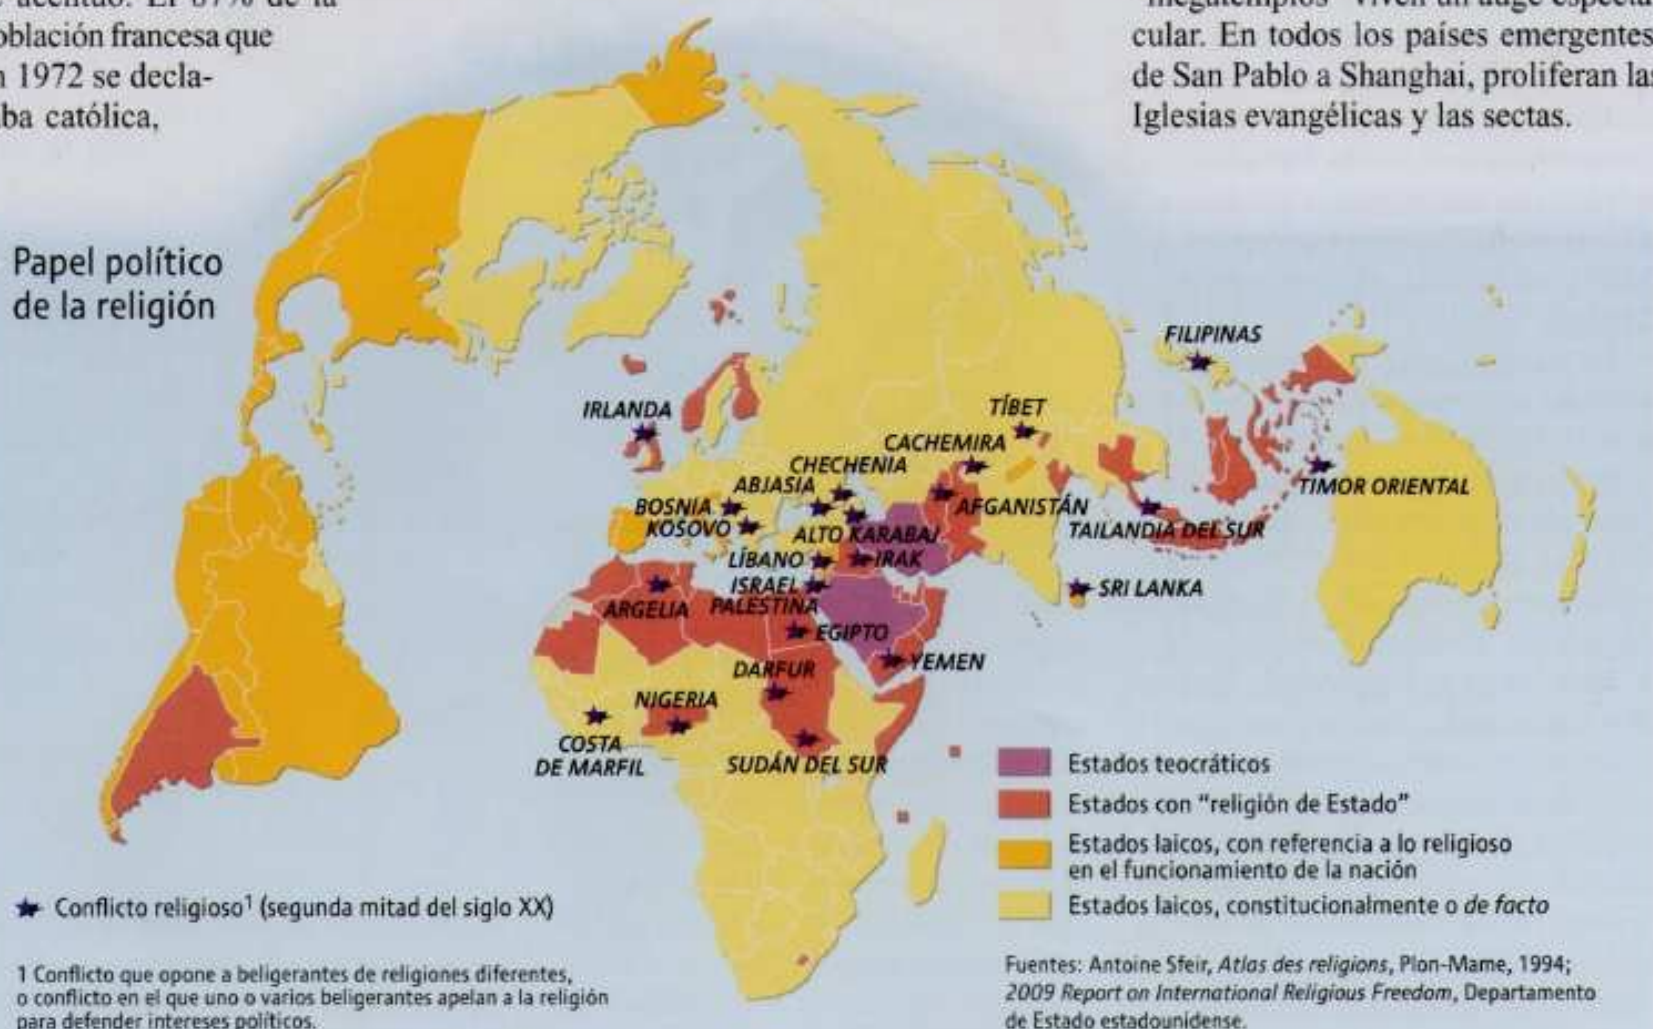 acentuó. El 87% de la
población francesa que
1972 se decla-
aba católica,
"megatemplos" viven un auge especta-
cular. En todos los países emergentes,
de San Pablo a Shanghai, proliferan las
Iglesias evangélicas y las sectas.
Papel político
de la religión
FILIPINAS
IRLANDA
TÍBET
CACHEMIRA
CHECHENIA
ABJASIA
BOSNIA
KOSOVO
AFGANISTÁN
TIMOR ORIENTAL
ALTO KARABAJ
TAILANDIA DEL SUR
LÍBANO
IRAK
ISRAEL
PALESTINA
SRI LANKA
ARGELIA
EGIPTO
YEMEN
DARFUR
NIGERIA
COSTA
DE MARFIL
SUDÁN DEL SUR
Estados teocráticos
Estados con "religión de Estado"
Estados laicos, con referencia a lo religioso
en el funcionamiento de la nación
Estados laicos, constitucionalmente o de facto
Conflicto religioso¹ (segunda mitad del siglo XX)
1 Conflicto que opone a beligerantes de religiones diferentes,
o conflicto en el que uno o varios beligerantes apelan a la religión
para defender intereses políticos.
Fuentes: Antoine Sfeir, Atlas des religions, Plon-Mame, 1994;
2009 Report on International Religious Freedom, Departamento
de Estado estadounidense.